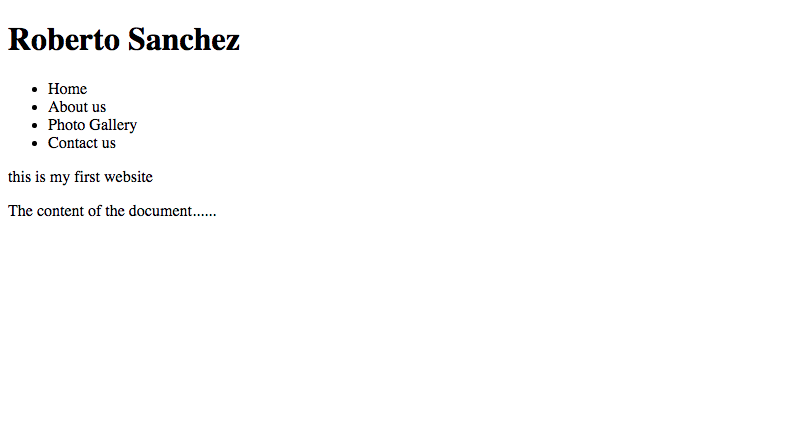 Roberto Sanchez
Home
About us
Photo Gallery
Contact us
this is my first website
The content of the document......